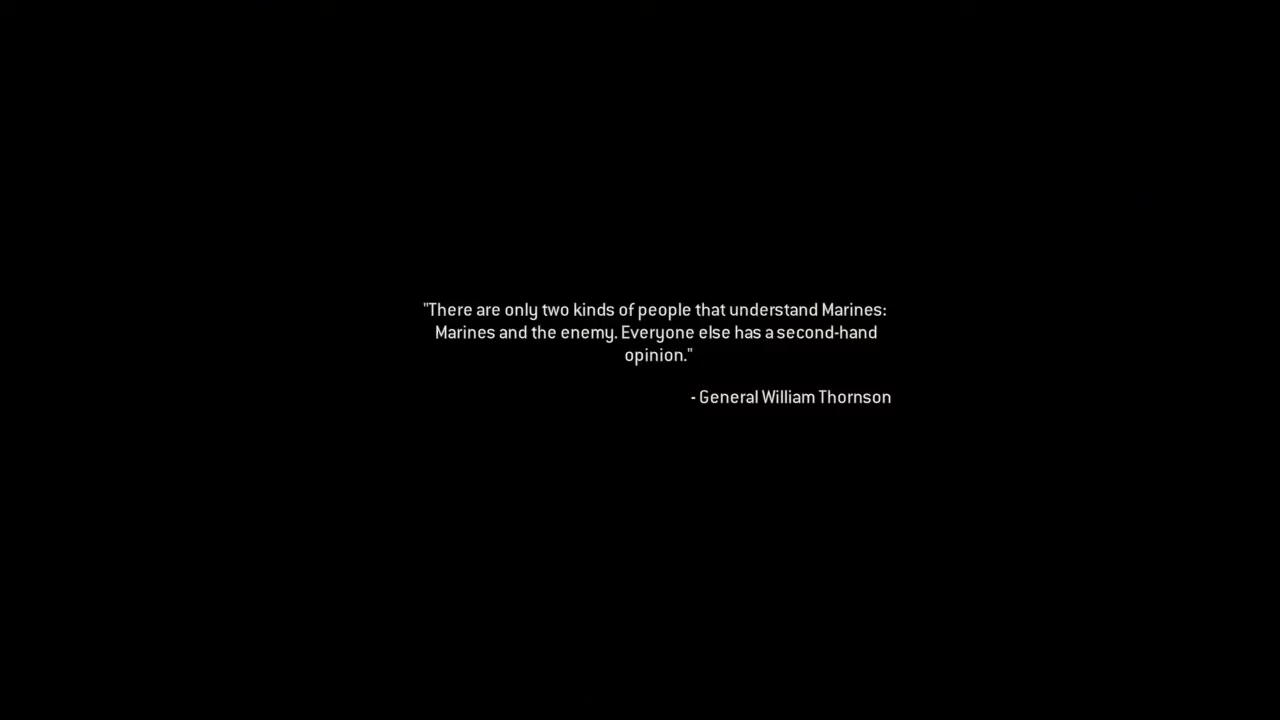 "There are only two kinds of people that understand Marines:
Marines and the enemy. Everyone else has a second-hand
opinion."
- General William Thornson